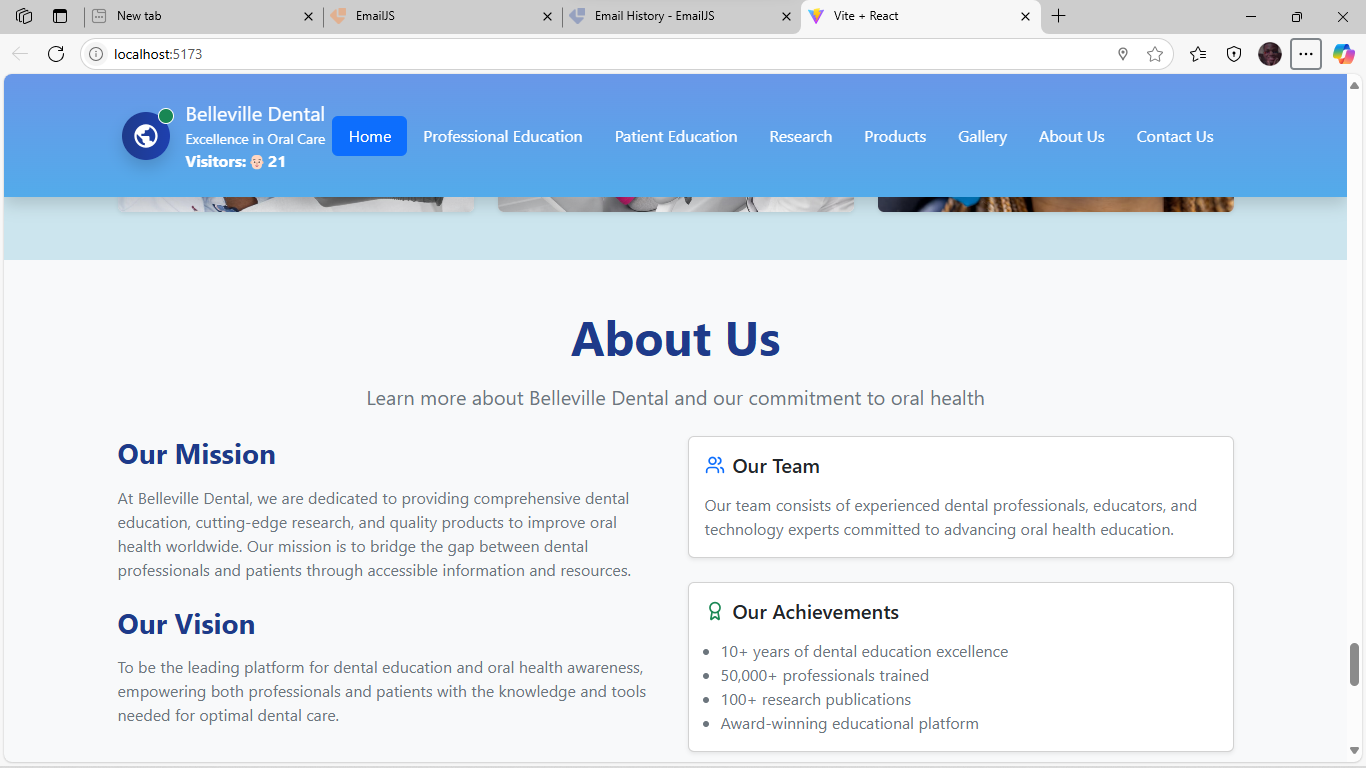 New tab
EmailJS
Email History - EmailJS
Vite + React
localhost:5173
Belleville Dental
Excellence in Oral Care
Visitors: 👨🏻‍🦲 21
Home
Professional Education
Patient Education
Research
Products
Gallery
About Us
Contact Us
About Us
Learn more about Belleville Dental and our commitment to oral health
Our Mission
At Belleville Dental, we are dedicated to providing comprehensive dental
education, cutting-edge research, and quality products to improve oral
health worldwide. Our mission is to bridge the gap between dental
professionals and patients through accessible information and resources.
Our Vision
To be the leading platform for dental education and oral health awareness,
empowering both professionals and patients with the knowledge and tools
needed for optimal dental care.
Our Team
Our team consists of experienced dental professionals, educators, and
technology experts committed to advancing oral health education.
Our Achievements
• 10+ years of dental education excellence
• 50,000+ professionals trained
• 100+ research publications
• Award-winning educational platform